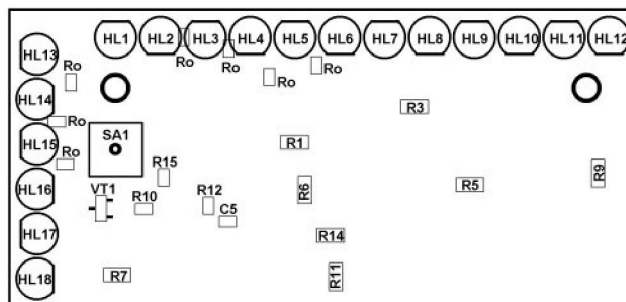 HL1 HL2 HL3 HL4 HL5 HL6 HL7 HL8 HL9 HL10 HL11 HL12
HL13
Ro Ro Ro Ro Ro
HL14
R3
Ro
SA1
HL15
R1
Ro
R15
R9
HL16
VT1
R6
R5
R10
R12
C5
HL17
R14
HL18
R7
R11